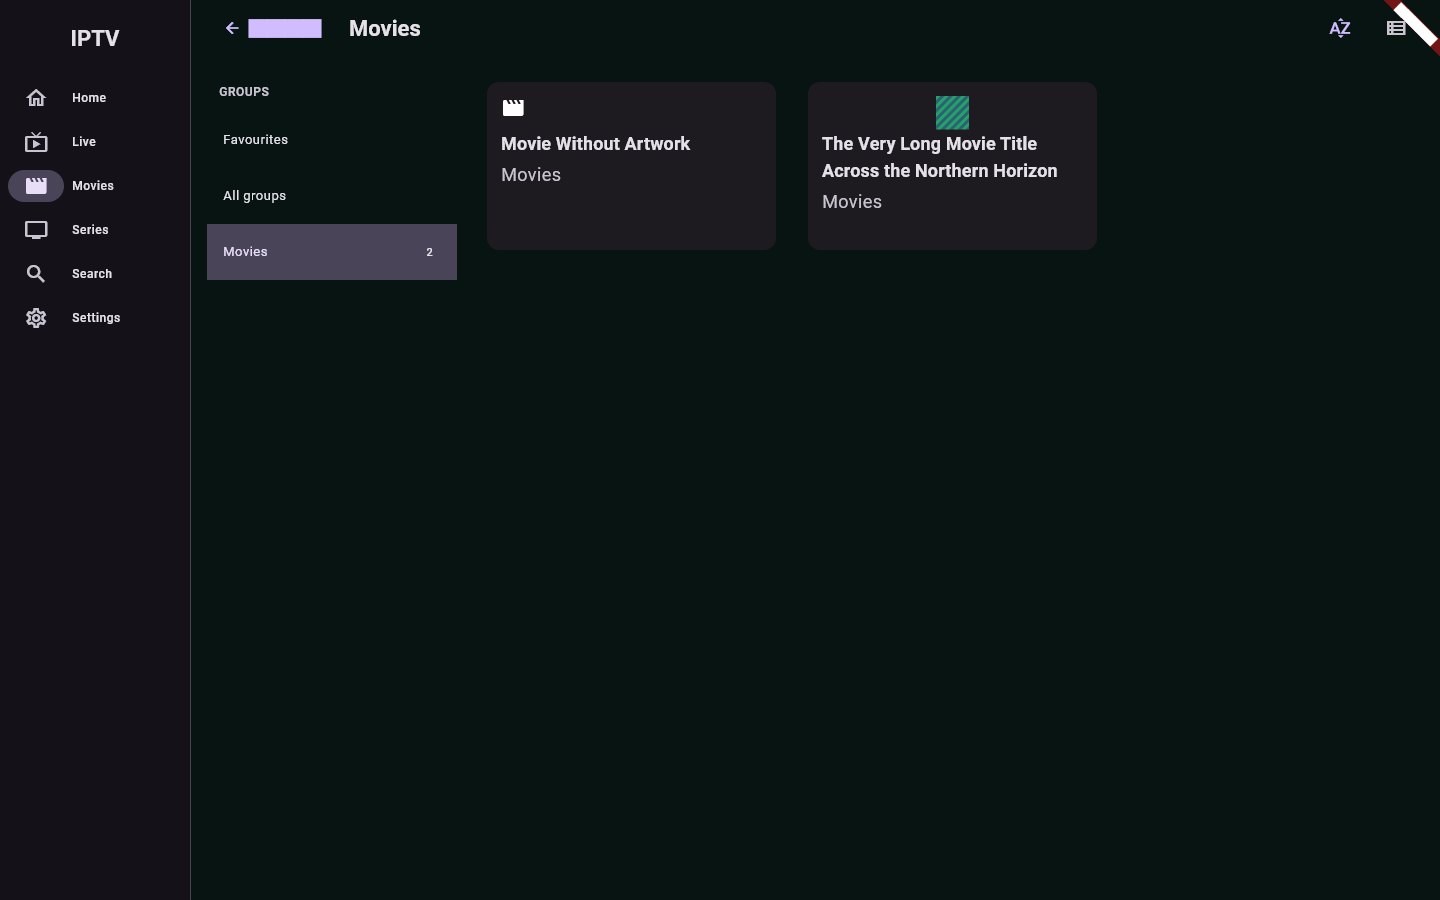 IPTV
Home
Live
Movies
Series
Search
Settings
Movies
AZ
GROUPS
Favourites
All groups
Movies 2
Movie Without Artwork
Movies
The Very Long Movie Title
Across the Northern Horizon
Movies